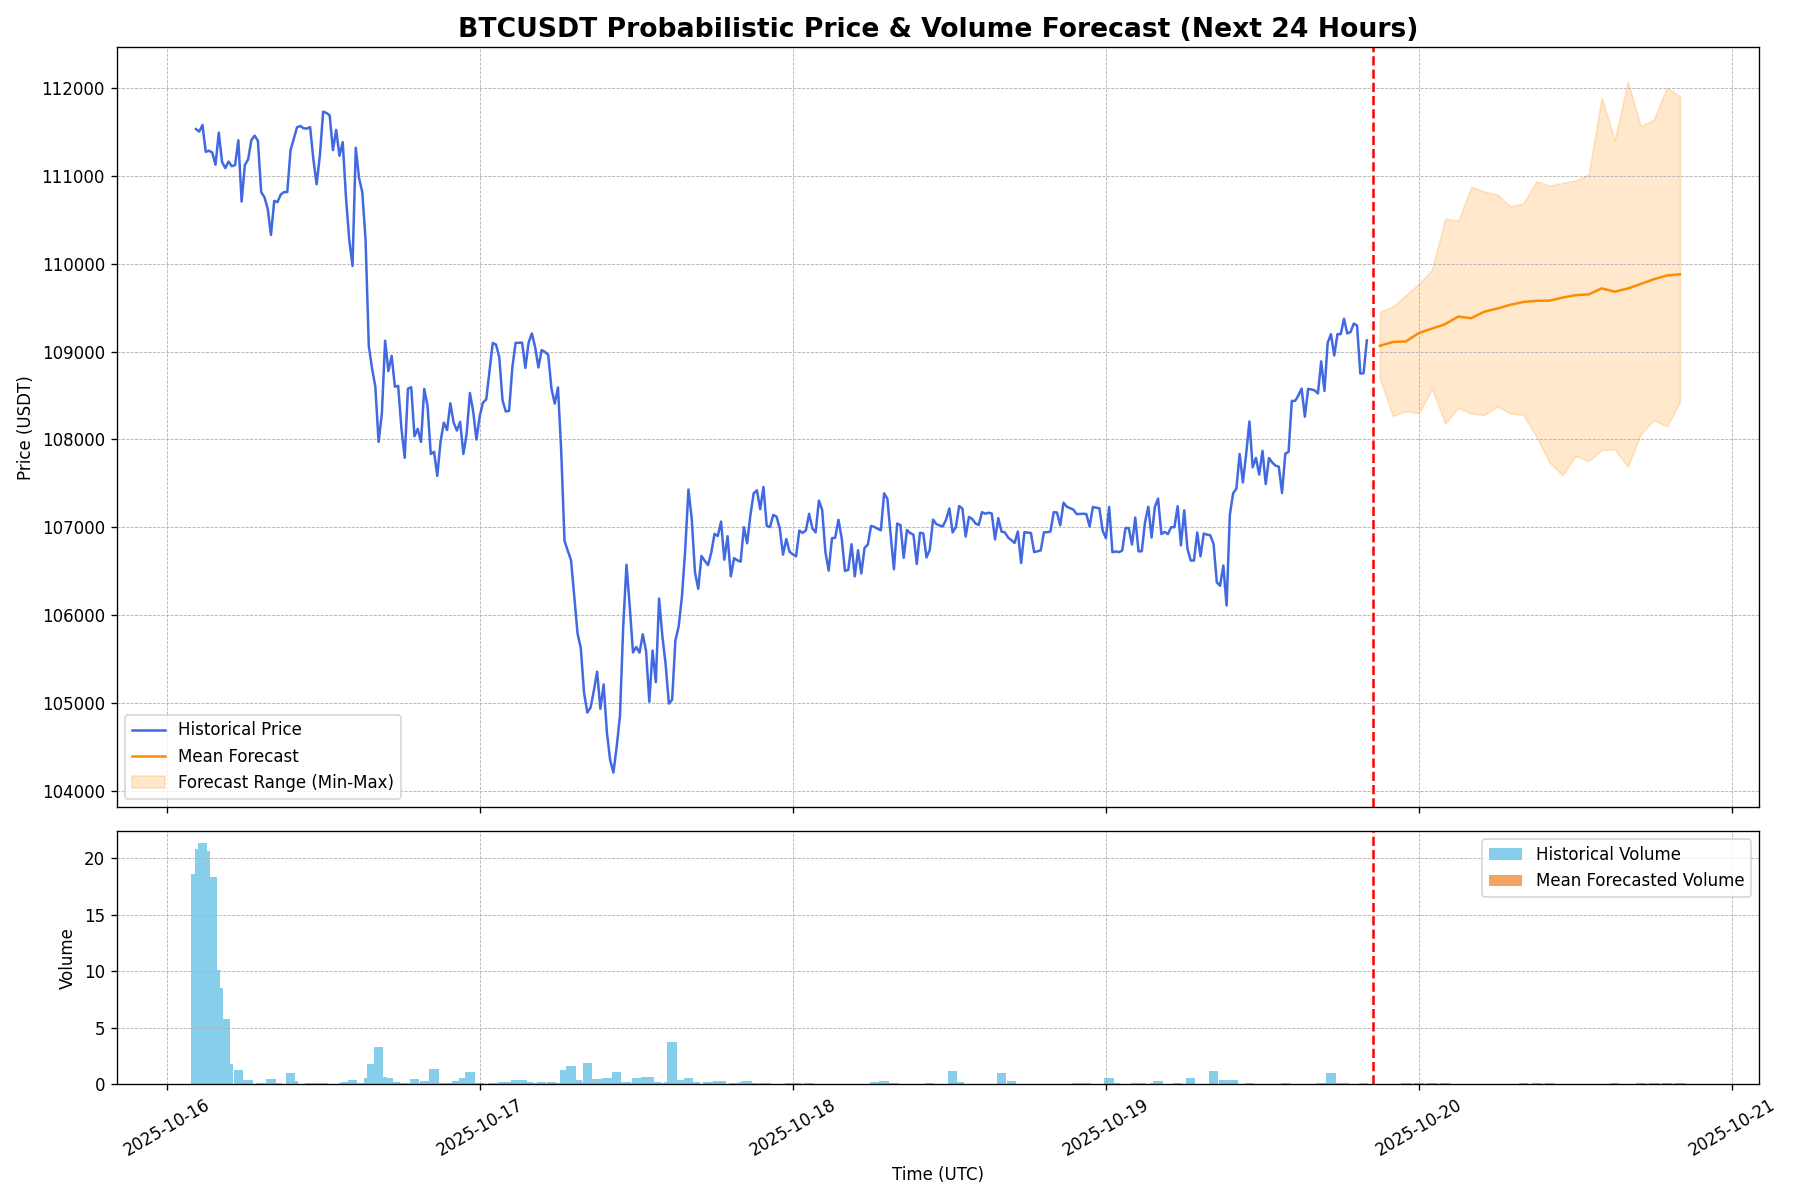 BTCUSDT Probabilistic Price & Volume Forecast (Next 24 Hours)
112000
111000
110000
109000
108000
107000
106000
105000
104000
Price (USDT)
Historical Price
Mean Forecast
Forecast Range (Min-Max)
20
15
10
5
0
Volume
Historical Volume
Mean Forecasted Volume
2025-10-16
2025-10-17
2025-10-18
2025-10-19
2025-10-20
2025-10-21
Time (UTC)